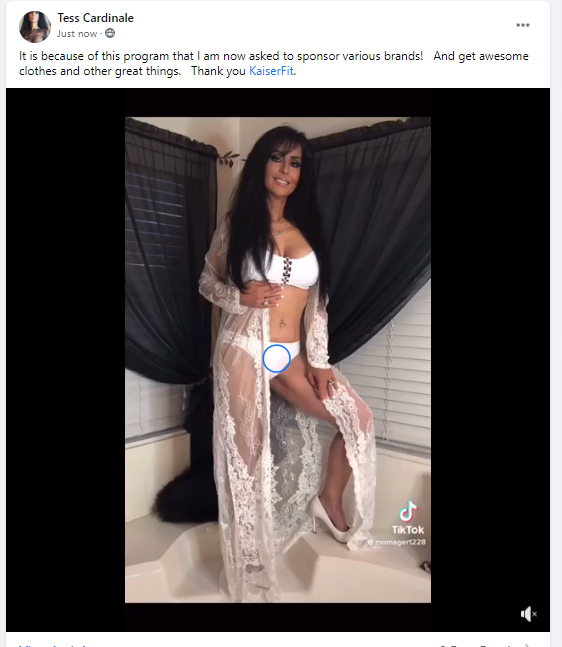 Tess Cardinale
Just now ·
It is because of this program that I am now asked to sponsor various brands! And get awesome
clothes and other great things. Thank you KaiserFit.
TikTok
momager1228